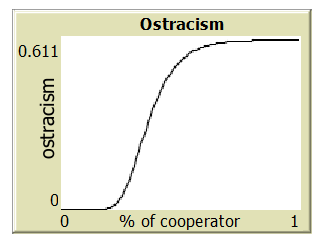 Ostracism
0.611
ostracism
0
0 % of cooperator 1